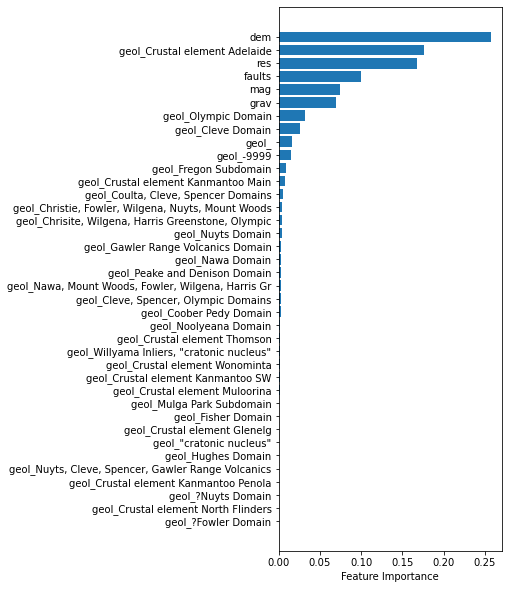 dem
geol_Crustal element Adelaide
res
faults
mag
grav
geol_Olympic Domain
geol_Cleve Domain
geol_
geol_-9999
geol_Fregon Subdomain
geol_Crustal element Kanmantoo Main
geol_Coulta, Cleve, Spencer Domains
geol_Christie, Fowler, Wilgena, Nuyts, Mount Woods
geol_Chrisite, Wilgena, Harris Greenstone, Olympic
geol_Nuyts Domain
geol_Gawler Range Volcanics Domain
geol_Nawa Domain
geol_Peake and Denison Domain
geol_Nawa, Mount Woods, Fowler, Wilgena, Harris Gr
geol_Cleve, Spencer, Olympic Domains
geol_Coober Pedy Domain
geol_Noolyeana Domain
geol_Crustal element Thomson
geol_Willyama Inliers, "cratonic nucleus"
geol_Crustal element Wonominta
geol_Crustal element Kanmantoo SW
geol_Crustal element Muloorina
geol_Mulga Park Subdomain
geol_Fisher Domain
geol_Crustal element Glenelg
geol_"cratonic nucleus"
geol_Hughes Domain
geol_Nuyts, Cleve, Spencer, Gawler Range Volcanics
geol_Crustal element Kanmantoo Penola
geol_?Nuyts Domain
geol_Crustal element North Flinders
geol_?Fowler Domain
0.00 0.05 0.10 0.15 0.20 0.25
Feature Importance